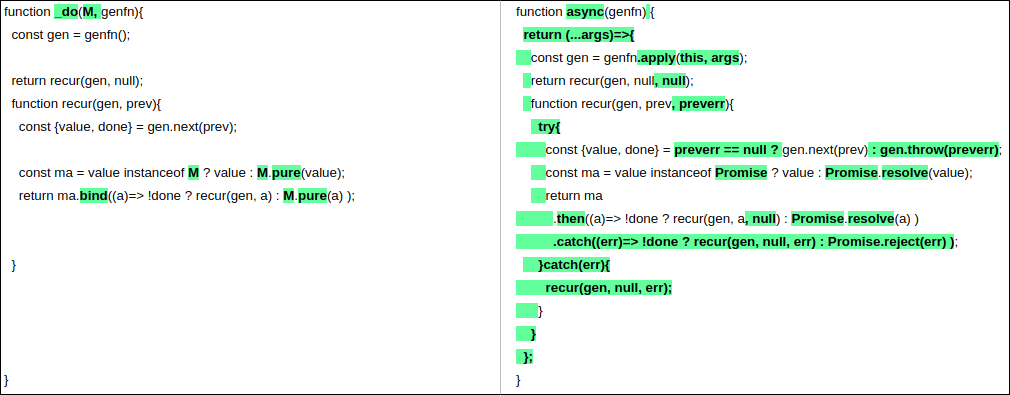 function _do(M, genfn){
  const gen = genfn();
  return recur(gen, null);
  function recur(gen, prev){
    const {value, done} = gen.next(prev);
    const ma = value instanceof M ? value : M.pure(value);
    return ma.bind((a)=> !done ? recur(gen, a) : M.pure(a) );
  }
}
function async(genfn) {
  return (...args)=>{
    const gen = genfn.apply(this, args);
    return recur(gen, null, null);
    function recur(gen, prev, preverr){
      try{
        const {value, done} = preverr == null ? gen.next(prev) : gen.throw(preverr);
        const ma = value instanceof Promise ? value : Promise.resolve(value);
        return ma
          .then((a)=> !done ? recur(gen, a, null) : Promise.resolve(a) )
          .catch((err)=> !done ? recur(gen, null, err) : Promise.reject(err) );
      }catch(err){
        recur(gen, null, err);
      }
    }
  };
}